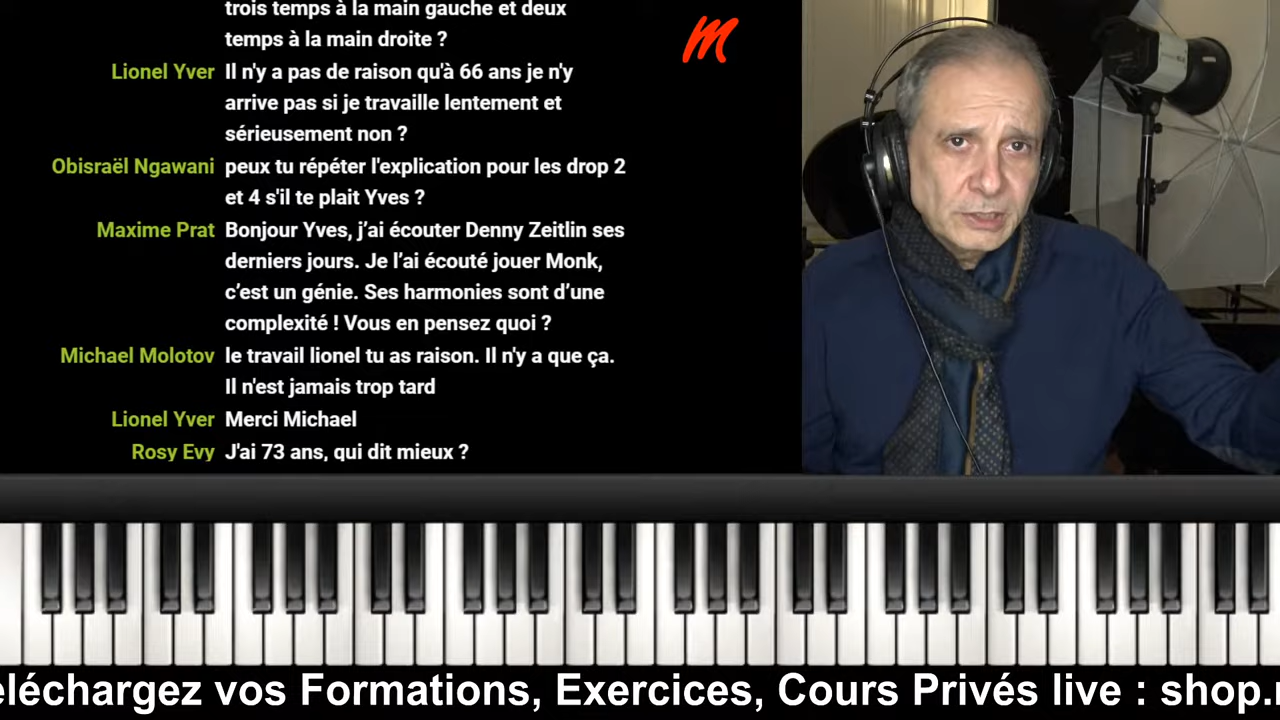 trois temps à la main gauche et deux
temps à la main droite ?
Lionel Yver Il n'y a pas de raison qu'à 66 ans je n'y
arrive pas si je travaille lentement et
sérieusement non ?
Obisraël Ngawani peux tu répéter l'explication pour les drop 2
et 4 s'il te plait Yves ?
Maxime Prat Bonjour Yves, j’ai écouter Denny Zeitlin ses
derniers jours. Je l’ai écouté jouer Monk,
c’est un génie. Ses harmonies sont d’une
complexité ! Vous en pensez quoi ?
Michael Molotov le travail lionel tu as raison. Il n'y a que ça.
Il n'est jamais trop tard
Lionel Yver Merci Michael
Rosy Evy J'ai 73 ans, qui dit mieux ?
m
éléchargez vos Formations, Exercices, Cours Privés live : shop.